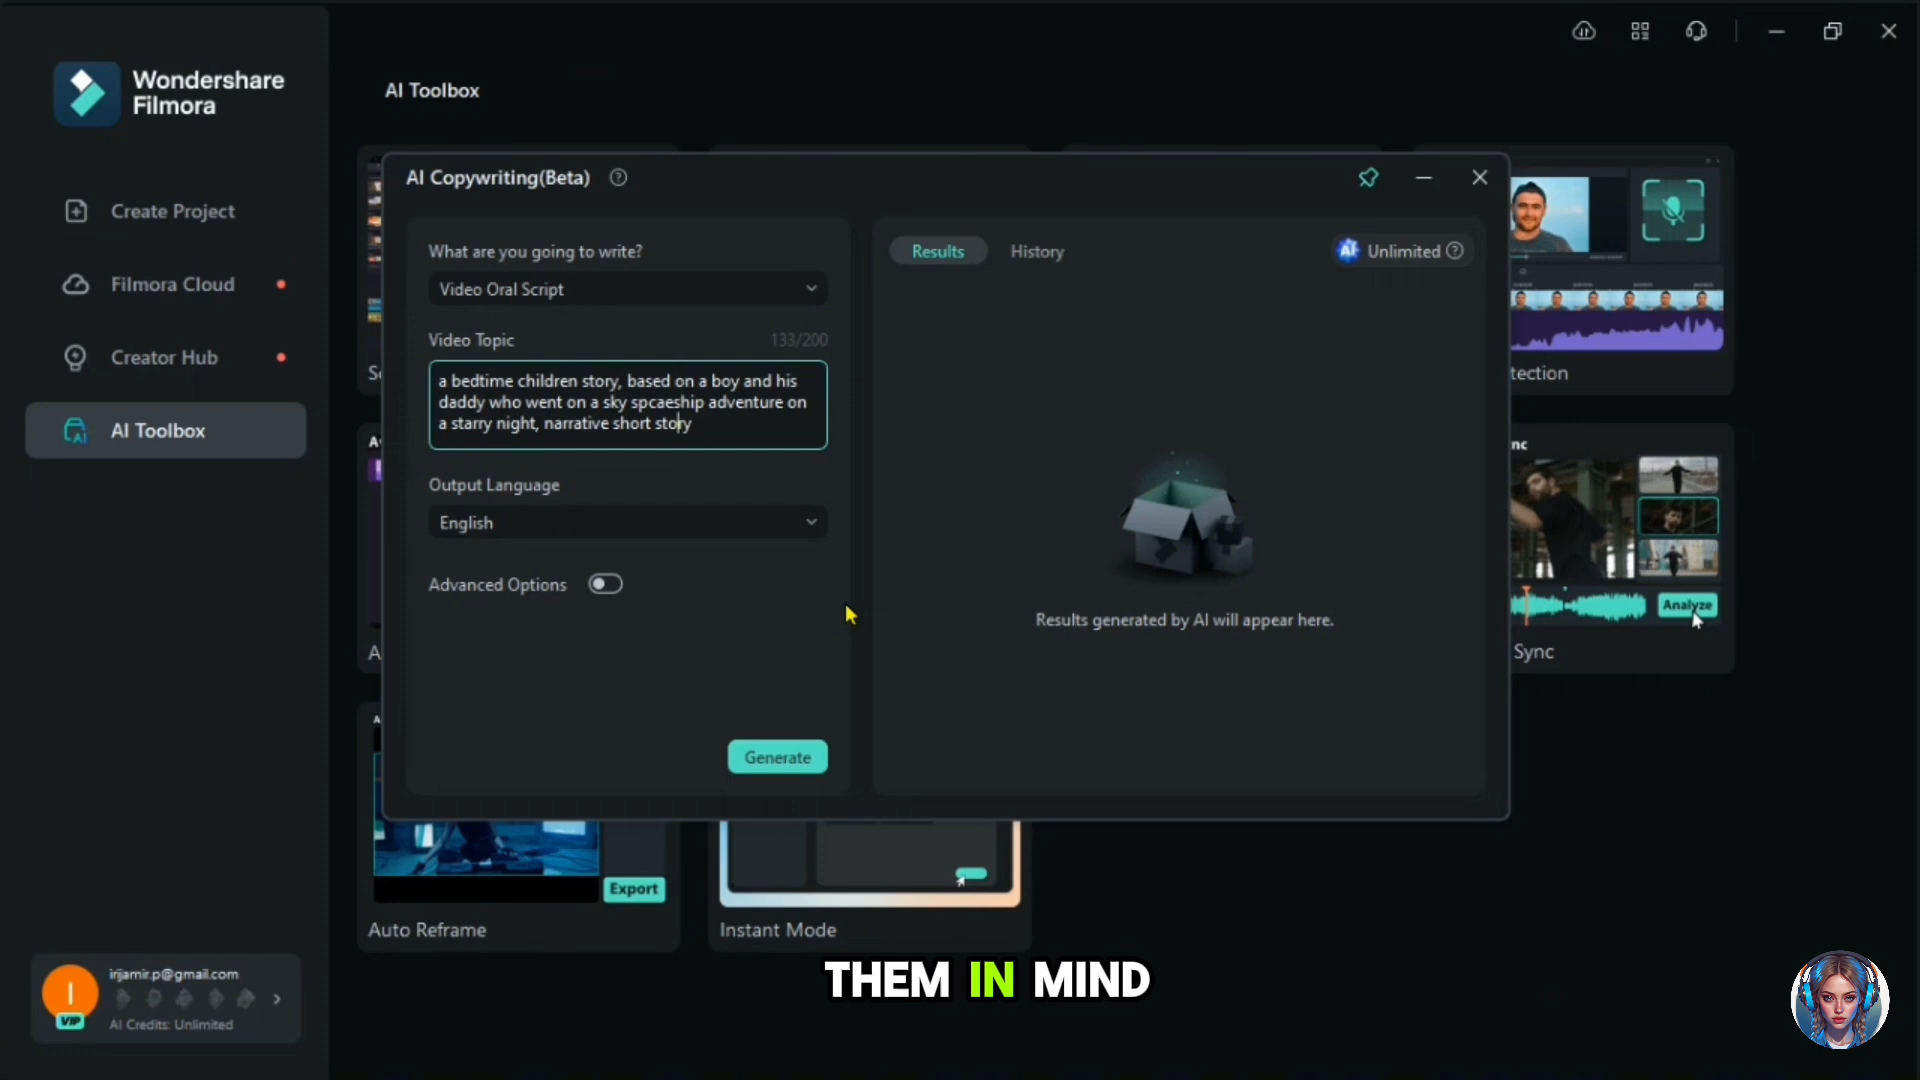 Wondershare
Filmora
Create Project
Filmora Cloud
Creator Hub
AI Toolbox
irjamir.p@gmail.com
VIP
AI Credits: Unlimited
AI Toolbox
AI Copywriting(Beta)
What are you going to write?
Video Oral Script
Video Topic 133/200
a bedtime children story, based on a boy and his
daddy who went on a sky spcaeship adventure on
a starry night, narrative short story
Output Language
English
Advanced Options
Generate
Results History AI Unlimited
Results generated by AI will appear here.
tection
nc
Analyze
Sync
Export
Auto Reframe
Instant Mode
THEM IN MIND